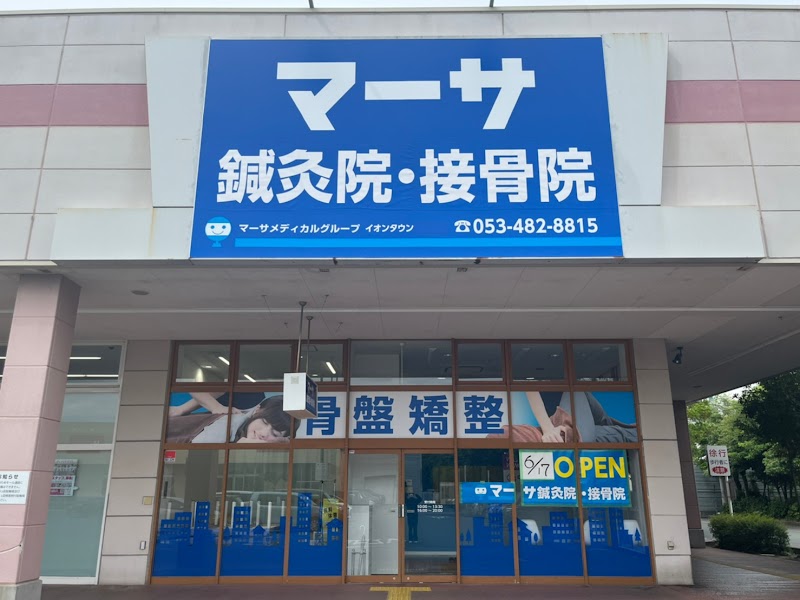 マーサ
鍼灸院・接骨院
マーサメディカルグループ イオンタウン
☎053-482-8815
骨盤矯整
6/7 OPEN
マーサ鍼灸院・接骨院
徐行